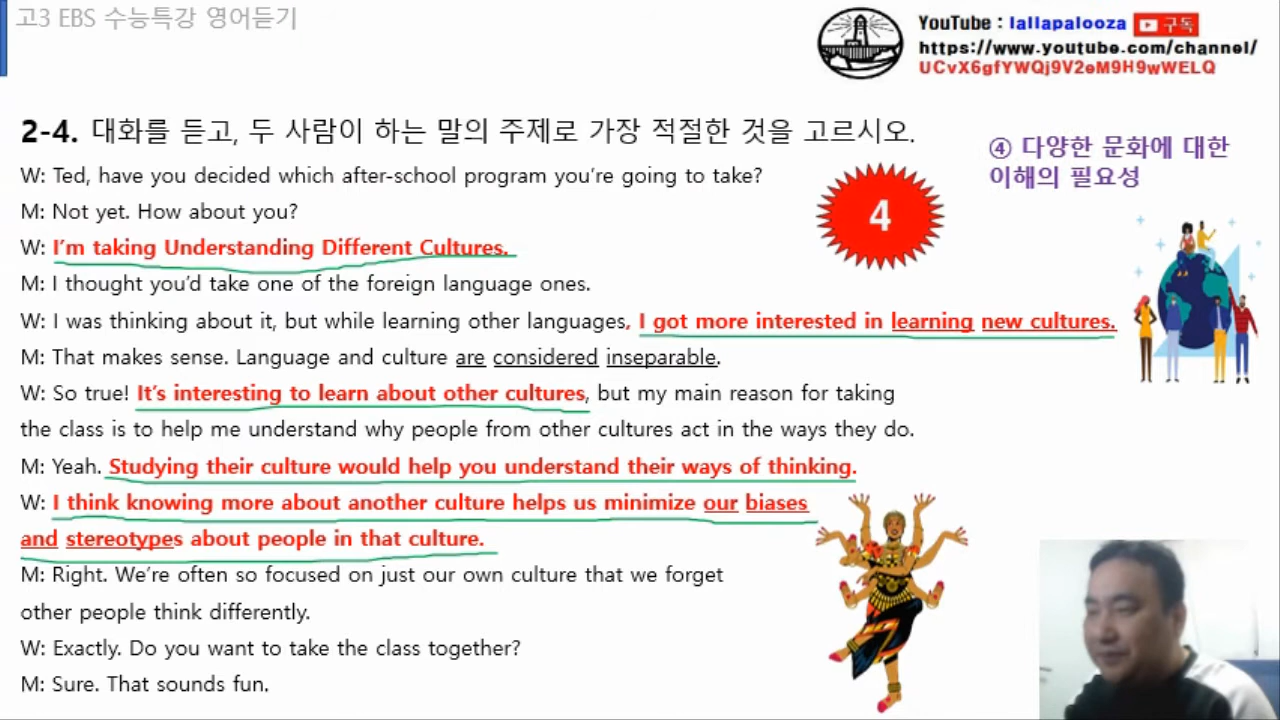 고3 EBS 수능특강 영어듣기
YouTube : lallapalooza 구독
https://www.youtube.com/channel/
UCvX6gfYWQj9V2eM9H9wWELQ
2-4. 대화를 듣고, 두 사람이 하는 말의 주제로 가장 적절한 것을 고르시오.
④ 다양한 문화에 대한
이해의 필요성
4
W: Ted, have you decided which after-school program you’re going to take?
M: Not yet. How about you?
W: I’m taking Understanding Different Cultures.
M: I thought you’d take one of the foreign language ones.
W: I was thinking about it, but while learning other languages, I got more interested in learning new cultures.
M: That makes sense. Language and culture are considered inseparable.
W: So true! It’s interesting to learn about other cultures, but my main reason for taking
the class is to help me understand why people from other cultures act in the ways they do.
M: Yeah. Studying their culture would help you understand their ways of thinking.
W: I think knowing more about another culture helps us minimize our biases
and stereotypes about people in that culture.
M: Right. We’re often so focused on just our own culture that we forget
other people think differently.
W: Exactly. Do you want to take the class together?
M: Sure. That sounds fun.